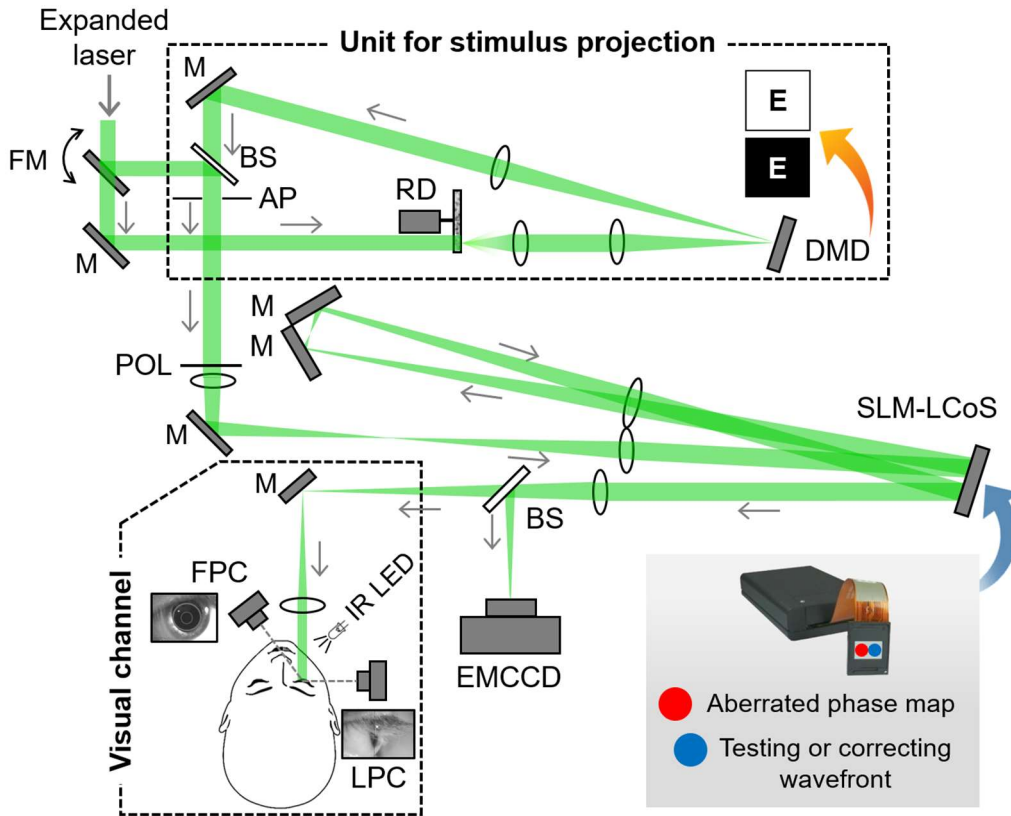 Expanded
laser
Unit for stimulus projection
M
FM
BS
E
E
AP
RD
M
DMD
M
M
POL
SLM-LCoS
M
M
BS
FPC
IR LED
EMCCD
LPC
Visual channel
Aberrated phase map
Testing or correcting
wavefront